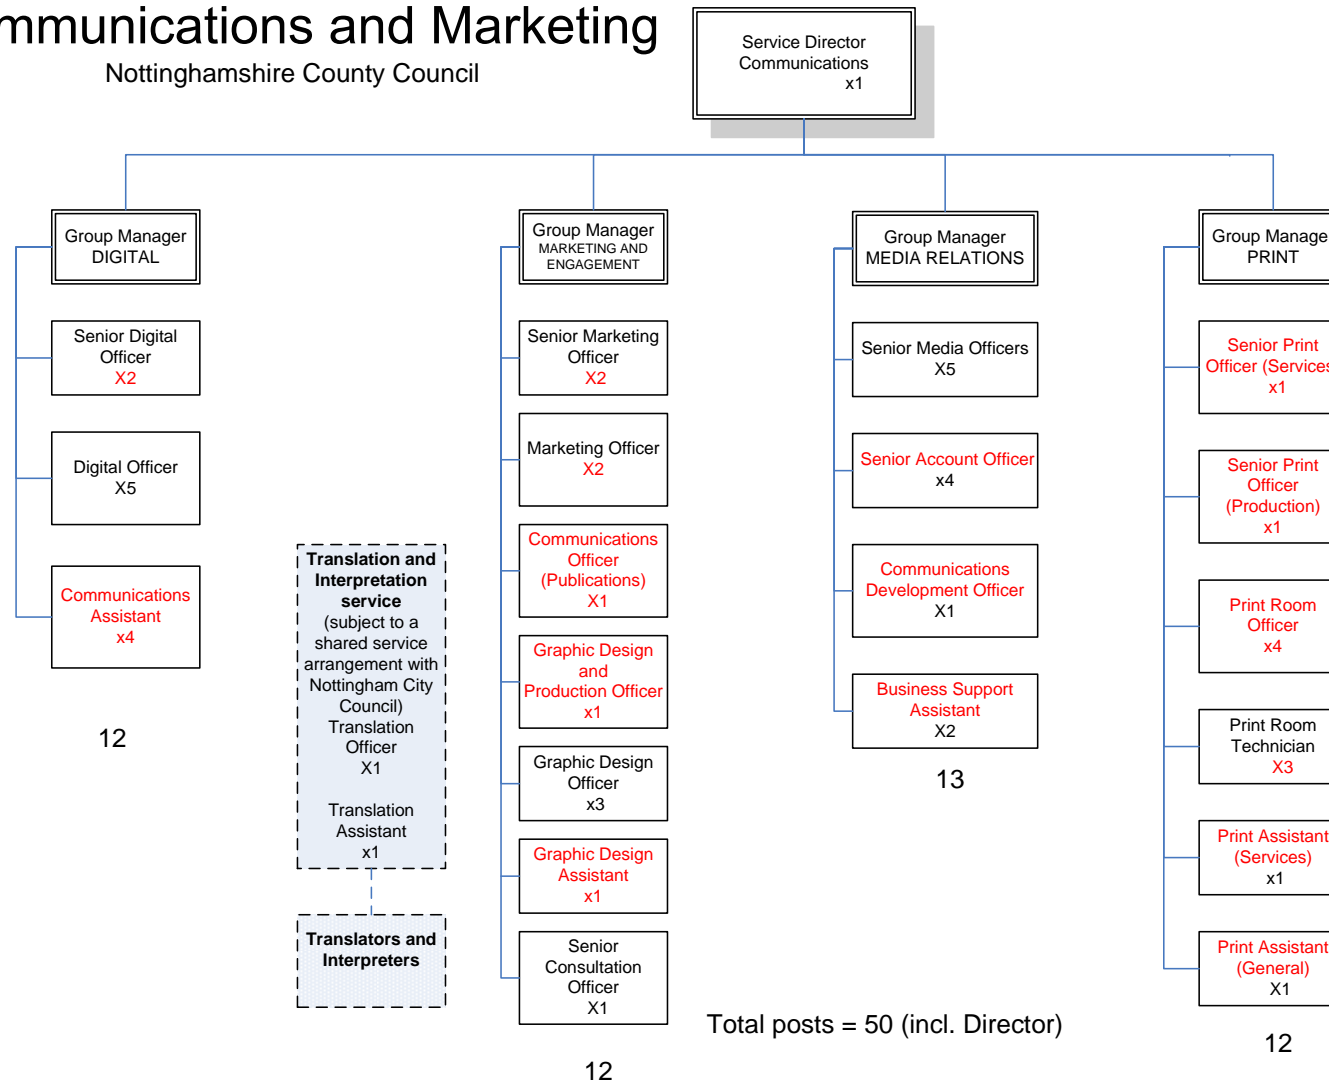 mmunications and Marketing
Nottinghamshire County Council
Service Director
Communications
x1
Group Manager
DIGITAL
Senior Digital
Officer
X2
Digital Officer
X5
Communications
Assistant
x4
12
Translation and
Interpretation
service
(subject to a
shared service
arrangement with
Nottingham City
Council)
Translation
Officer
X1
Translation
Assistant
x1
Translators and
Interpreters
Group Manager
MARKETING AND
ENGAGEMENT
Senior Marketing
Officer
X2
Marketing Officer
X2
Communications
Officer
(Publications)
X1
Graphic Design
and
Production Officer
x1
Graphic Design
Officer
x3
Graphic Design
Assistant
x1
Senior
Consultation
Officer
X1
12
Group Manager
MEDIA RELATIONS
Senior Media Officers
X5
Senior Account Officer
x4
Communications
Development Officer
X1
Business Support
Assistant
X2
13
Group Manage
PRINT
Senior Print
Officer (Services
x1
Senior Print
Officer
(Production)
x1
Print Room
Officer
x4
Print Room
Technician
X3
Print Assistant
(Services)
x1
Print Assistant
(General)
X1
12
Total posts = 50 (incl. Director)